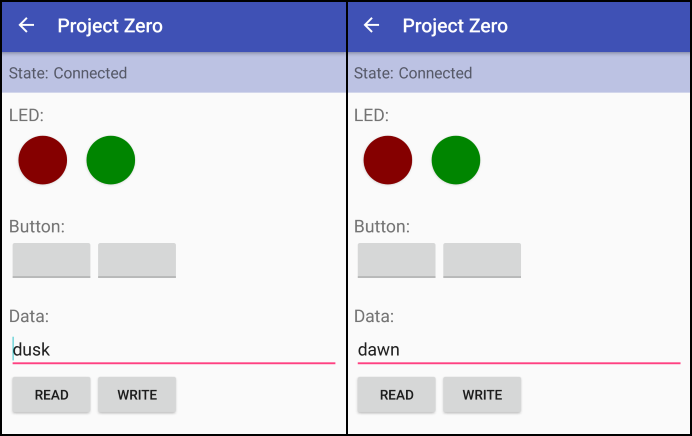 Project Zero
State: Connected
LED:
Button:
Data:
dusk
READ WRITE
Project Zero
State: Connected
LED:
Button:
Data:
dawn
READ WRITE